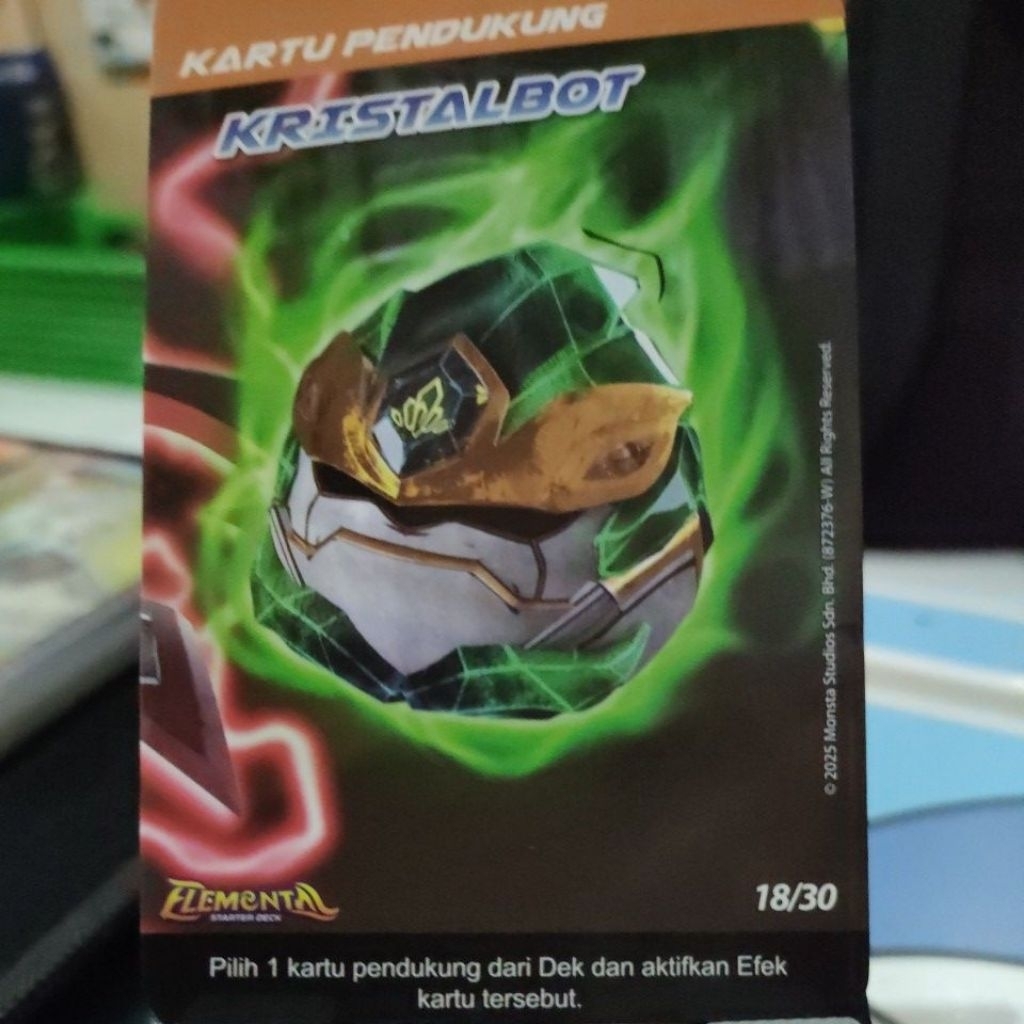 KARTU PENDUKUNG
KRISTALBOT
© 2025 Monsta Studios Sdn. Bhd. (872376-W) All Rights Reserved.
ELEMENTAL
STARTER DECK
18/30
Pilih 1 kartu pendukung dari Dek dan aktifkan Efek
kartu tersebut.